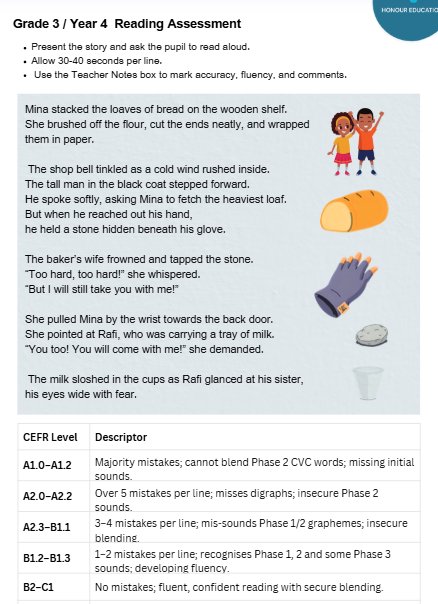 HONOUR EDUCATIO
Grade 3 / Year 4 Reading Assessment
• Present the story and ask the pupil to read aloud.
• Allow 30-40 seconds per line.
• Use the Teacher Notes box to mark accuracy, fluency, and comments.
Mina stacked the loaves of bread on the wooden shelf.
She brushed off the flour, cut the ends neatly, and wrapped
them in paper.
The shop bell tinkled as a cold wind rushed inside.
The tall man in the black coat stepped forward.
He spoke softly, asking Mina to fetch the heaviest loaf.
But when he reached out his hand,
he held a stone hidden beneath his glove.
The baker's wife frowned and tapped the stone.
"Too hard, too hard!" she whispered.
"But I will still take you with me!"
She pulled Mina by the wrist towards the back door.
She pointed at Rafi, who was carrying a tray of milk.
"You too! You will come with me!" she demanded.
The milk sloshed in the cups as Rafi glanced at his sister,
his eyes wide with fear.
CEFR Level Descriptor
A1.0–A1.2 Majority mistakes; cannot blend Phase 2 CVC words; missing initial
sounds.
A2.0–A2.2 Over 5 mistakes per line; misses digraphs; insecure Phase 2
sounds.
A2.3–B1.1 3–4 mistakes per line; mis-sounds Phase 1/2 graphemes; insecure
blending.
B1.2–B1.3 1–2 mistakes per line; recognises Phase 1, 2 and some Phase 3
sounds; developing fluency.
B2–C1 No mistakes; fluent, confident reading with secure blending.